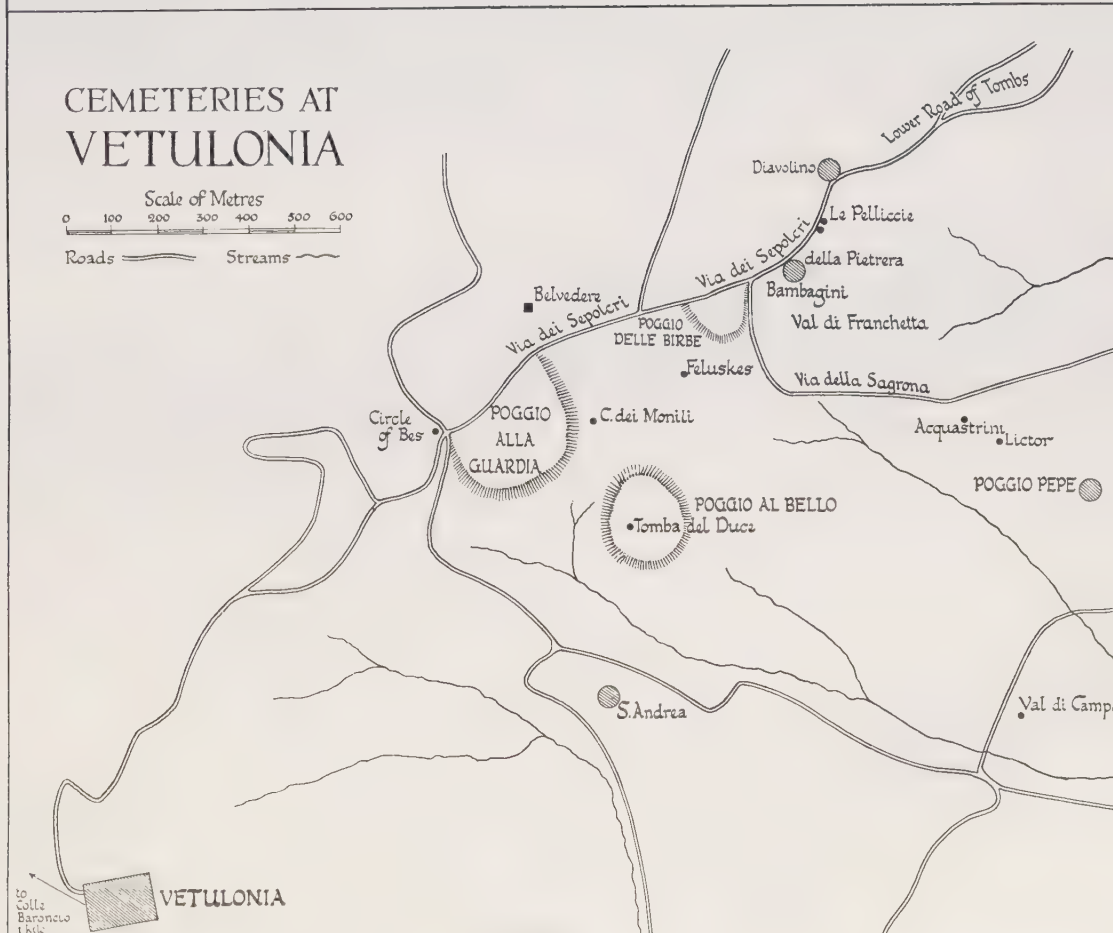 CEMETERIES AT
VETULONIA
Scale of Metres
0 100 200 300 400 500 600
Roads Streams
Lower Road of Tombs
Diavolino
Le Pelliccie
Via dei Sepolcri
della Pietrera
Bambagini
Val di Franchetta
Belvedere
Via dei Sepolcri
POGGIO
DELLE BIRBE
Feluskes
Via della Sagrona
Circle
of Bes
POGGIO
ALLA
GUARDIA
C. dei Monili
Acquastrini
Lictor
POGGIO PEPE
POGGIO AL BELLO
Tomba del Duce
S. Andrea
Val di Camp
VETULONIA
to
Colle
Baroncio